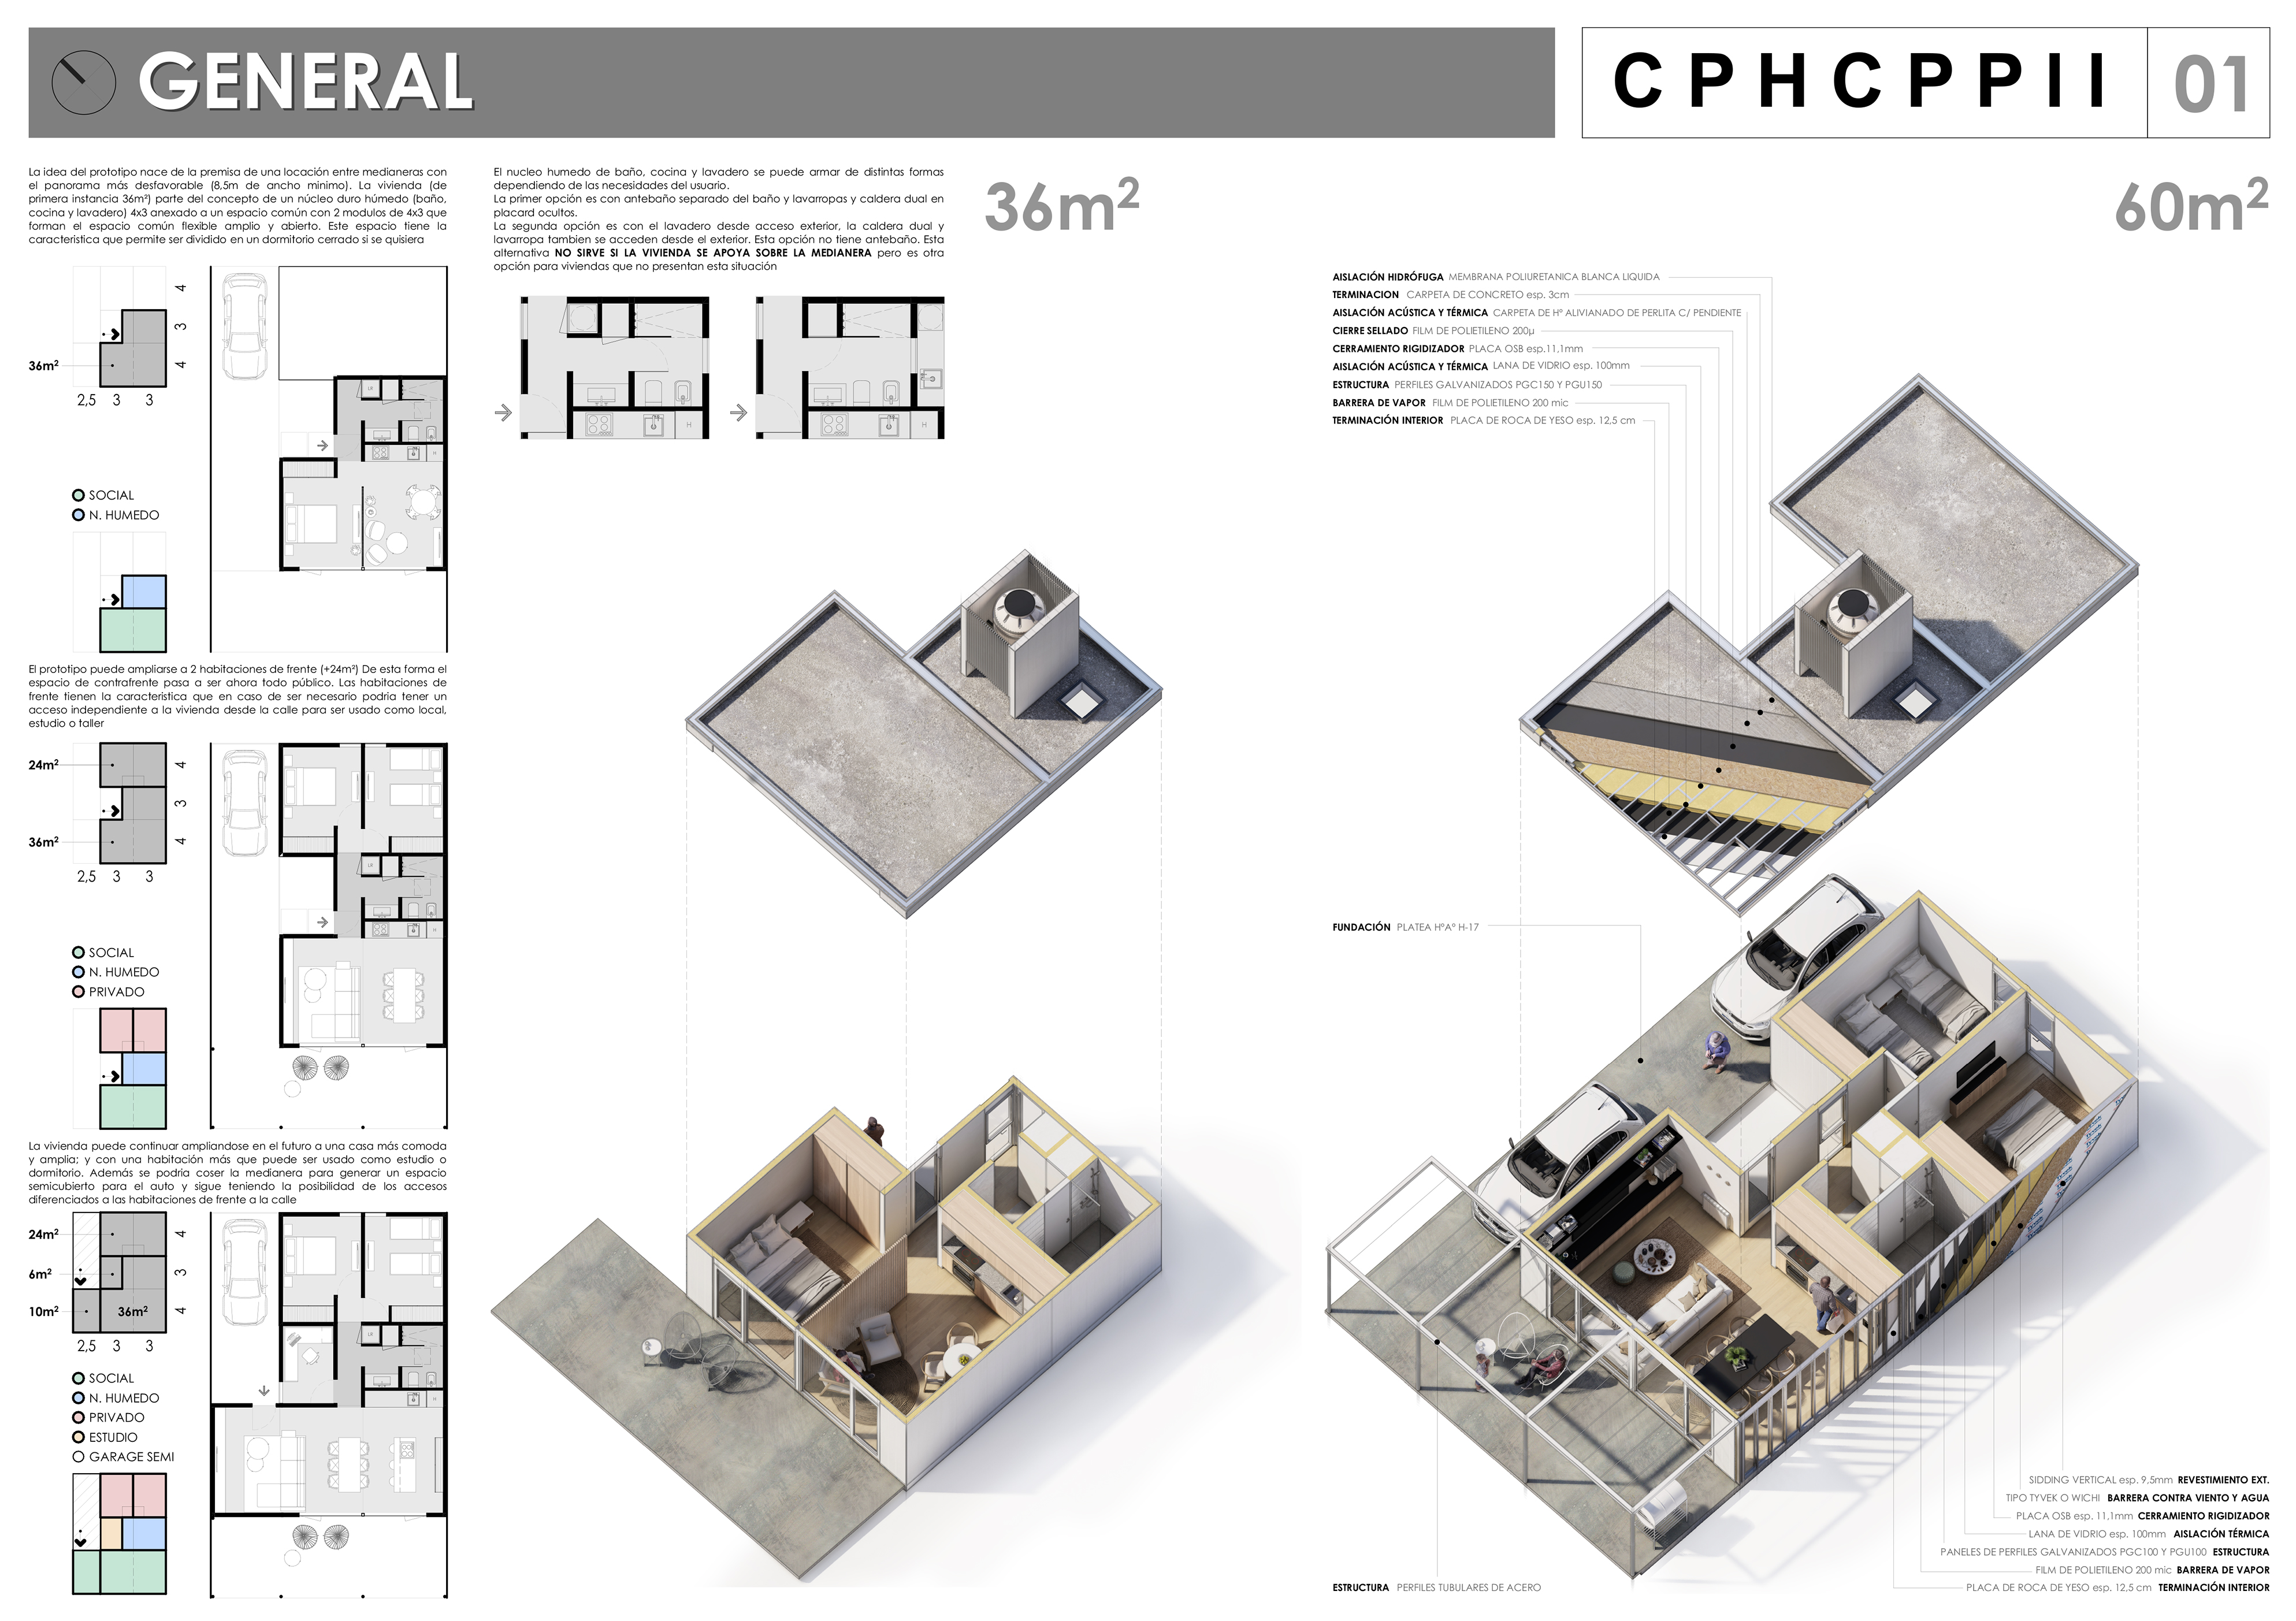 GENERAL
CPHCPPII
01
La idea del prototipo nace de la premisa de una locación entre medianeras con
el panorama más desfavorable (8,5m de ancho minimo). La vivienda (de
primera instancia 36m²) parte del concepto de un núcleo duro húmedo (baño,
cocina y lavadero) 4x3 anexado a un espacio común con 2 modulos de 4x3 que
forman el espacio común flexible amplio y abierto. Este espacio tiene la
caracteristica que permite ser dividido en un dormitorio cerrado si se quisiera
4
3
36m²
4
2,5 3 3
LR
H
SOCIAL
N. HUMEDO
El prototipo puede ampliarse a 2 habitaciones de frente (+24m²) De esta forma el
espacio de contrafrente pasa a ser ahora todo público. Las habitaciones de
frente tienen la caracteristica que en caso de ser necesario podria tener un
acceso independiente a la vivienda desde la calle para ser usado como local,
estudio o taller
24m²
4
3
36m²
4
2,5 3 3
LR
H
SOCIAL
N. HUMEDO
PRIVADO
La vivienda puede continuar ampliandose en el futuro a una casa más comoda
y amplia; y con una habitación más que puede ser usado como estudio o
dormitorio. Además se podria coser la medianera para generar un espacio
semicubierto para el auto y sigue teniendo la posibilidad de los accesos
diferenciados a las habitaciones de frente a la calle
24m²
4
6m²
3
10m²
36m²
4
2,5 3 3
LR
H
SOCIAL
N. HUMEDO
PRIVADO
ESTUDIO
GARAGE SEMI
El nucleo humedo de baño, cocina y lavadero se puede armar de distintas formas
dependiendo de las necesidades del usuario.
La primer opción es con antebaño separado del baño y lavarropas y caldera dual en
placard ocultos.
La segunda opción es con el lavadero desde acceso exterior, la caldera dual y
lavarropa tambien se acceden desde el exterior. Esta opción no tiene antebaño. Esta
alternativa NO SIRVE SI LA VIVIENDA SE APOYA SOBRE LA MEDIANERA pero es otra
opción para viviendas que no presentan esta situación
H
H
36m²
60m²
AISLACIÓN HIDRÓFUGA MEMBRANA POLIURETANICA BLANCA LIQUIDA
TERMINACION CARPETA DE CONCRETO esp. 3cm
AISLACIÓN ACÚSTICA Y TÉRMICA CARPETA DE Hº ALIVIANADO DE PERLITA C/ PENDIENTE
CIERRE SELLADO FILM DE POLIETILENO 200µ
CERRAMIENTO RIGIDIZADOR PLACA OSB esp.11,1mm
AISLACIÓN ACÚSTICA Y TÉRMICA LANA DE VIDRIO esp. 100mm
ESTRUCTURA PERFILES GALVANIZADOS PGC150 Y PGU150
BARRERA DE VAPOR FILM DE POLIETILENO 200 mic
TERMINACIÓN INTERIOR PLACA DE ROCA DE YESO esp. 12,5 cm
FUNDACIÓN PLATEA HºAº H-17
SIDDING VERTICAL esp. 9,5mm REVESTIMIENTO EXT.
TIPO TYVEK O WICHI BARRERA CONTRA VIENTO Y AGUA
PLACA OSB esp. 11,1mm CERRAMIENTO RIGIDIZADOR
LANA DE VIDRIO esp. 100mm AISLACIÓN TÉRMICA
PANELES DE PERFILES GALVANIZADOS PGC100 Y PGU100 ESTRUCTURA
FILM DE POLIETILENO 200 mic BARRERA DE VAPOR
PLACA DE ROCA DE YESO esp. 12,5 cm TERMINACIÓN INTERIOR
ESTRUCTURA PERFILES TUBULARES DE ACERO